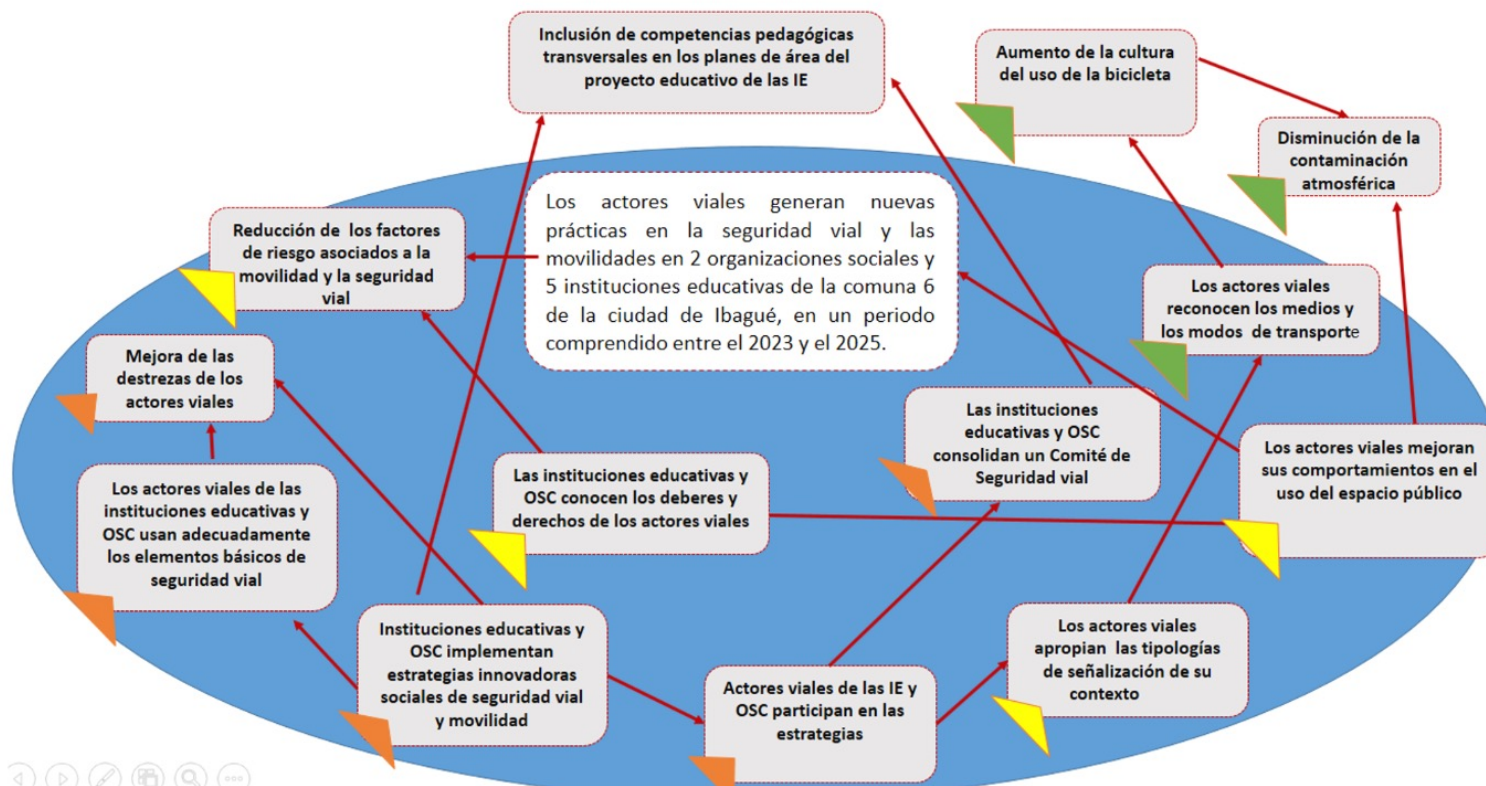 Inclusión de competencias pedagógicas
transversales en los planes de área del
proyecto educativo de las IE
Aumento de la cultura
del uso de la bicicleta
Disminución de la
contaminación
atmosférica
Los actores viales generan nuevas
prácticas en la seguridad vial y las
movilidades en 2 organizaciones sociales y
5 instituciones educativas de la comuna 6
de la ciudad de Ibagué, en un periodo
comprendido entre el 2023 y el 2025.
Reducción de los factores
de riesgo asociados a la
movilidad y la seguridad
vial
Los actores viales
reconocen los medios y
los modos de transporte
Mejora de las
destrezas de los
actores viales
Las instituciones
educativas y OSC
consolidan un Comité de
Seguridad vial
Los actores viales mejoran
sus comportamientos en el
uso del espacio público
Las instituciones educativas y
OSC conocen los deberes y
derechos de los actores viales
Los actores viales de las
instituciones educativas y
OSC usan adecuadamente
los elementos básicos de
seguridad vial
Instituciones educativas y
OSC implementan
estrategias innovadoras
sociales de seguridad vial
y movilidad
Actores viales de las IE y
OSC participan en las
estrategias
Los actores viales
apropian las tipologías
de señalización de su
contexto